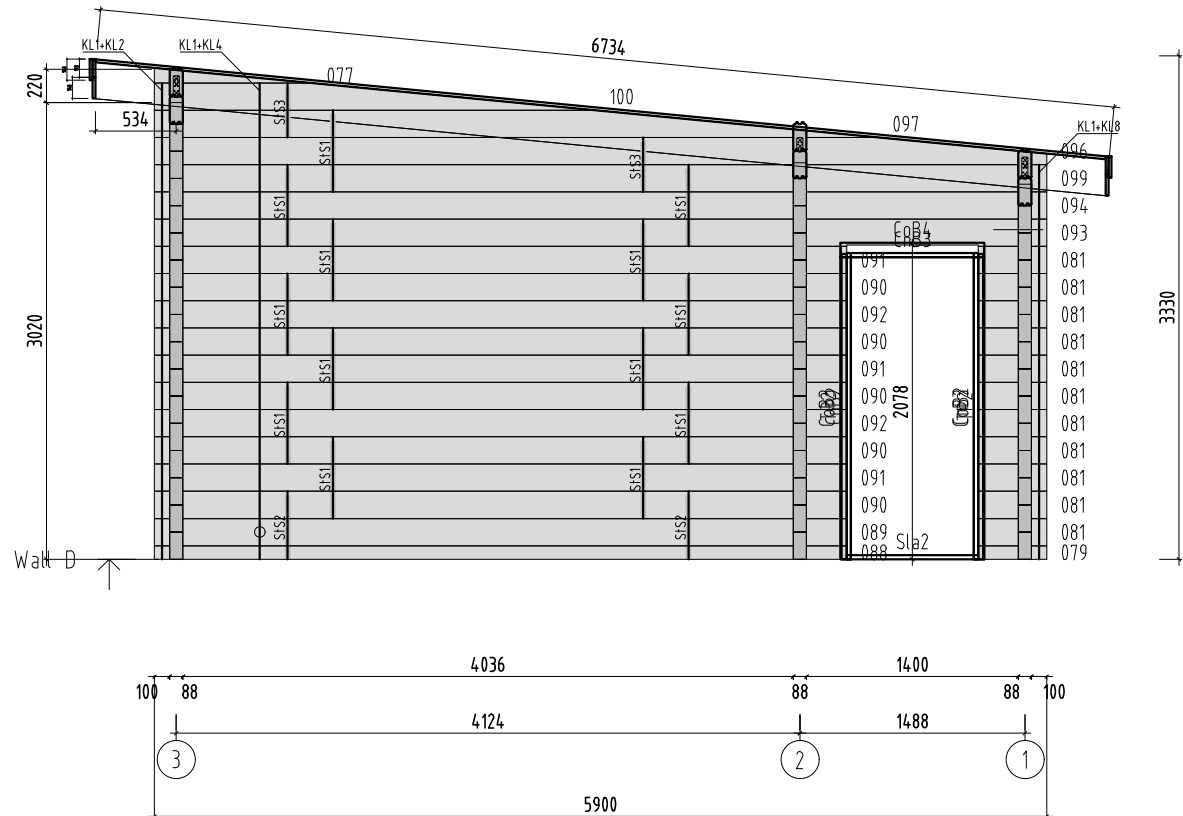 6734
KL1+KL2
KL1+KL4
077
100
097
KL1+KL8
220
534
3020
3330
StS3
StS1
StS3
StS1
StS1
StS1
StS1
StS1
StS1
StS1
StS1
StS1
StS1
StS1
StS1
StS2
StS2
096
099
094
093
081
081
081
081
081
081
081
081
081
081
081
079
CoB4
091
090
092
090
091
090
092
090
091
090
089
088
2078
Sla2
Wall D
4036
1400
100
88
88
88
100
4124
1488
3
2
1
5900